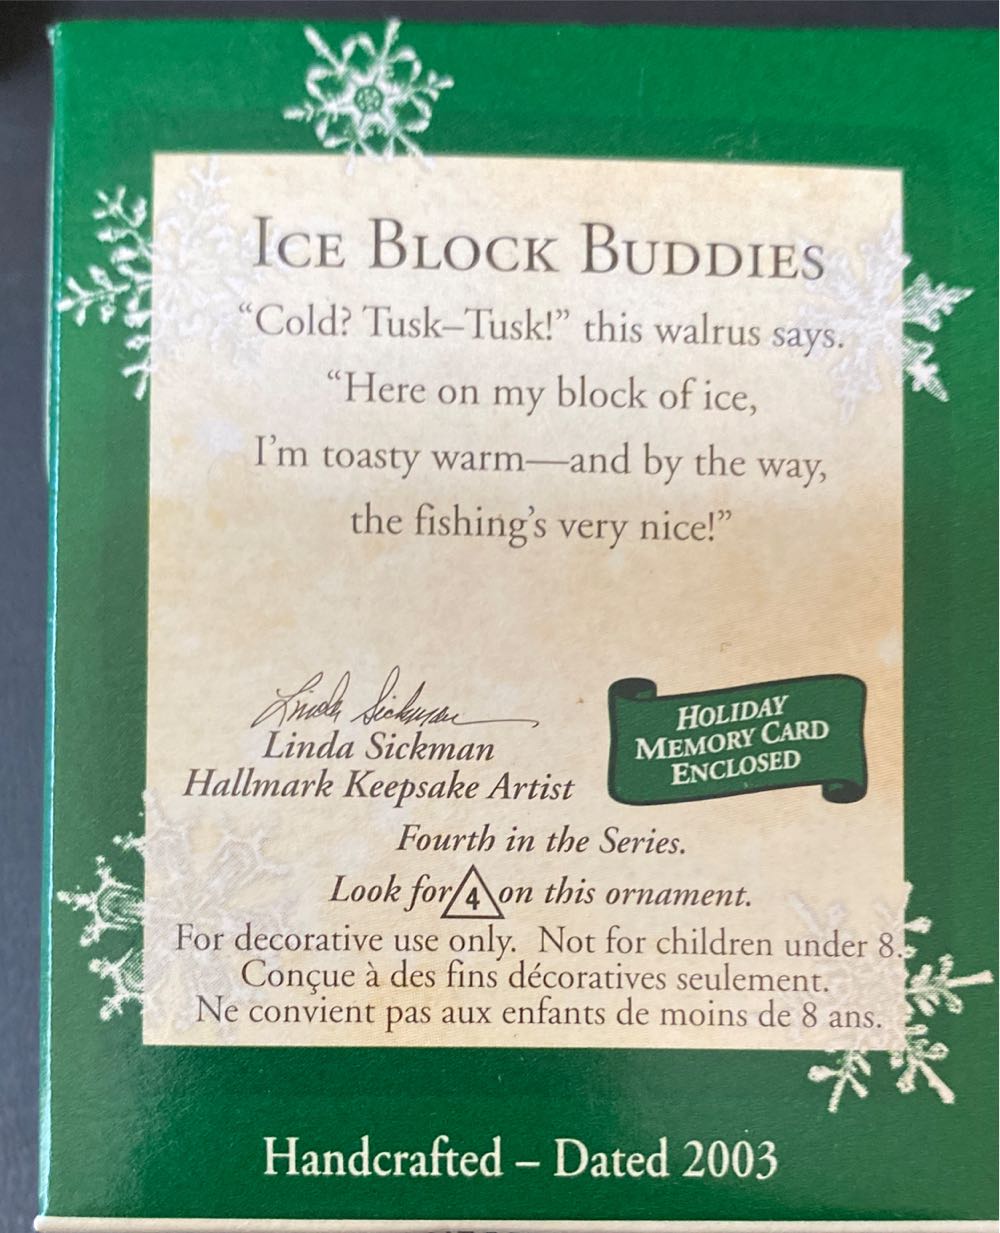 ICE BLOCK BUDDIES
“Cold? Tusk–Tusk!” this walrus says.
“Here on my block of ice,
I’m toasty warm—and by the way,
the fishing’s very nice!”
Linda Sickman
Linda Sickman
Hallmark Keepsake Artist
HOLIDAY
MEMORY CARD
ENCLOSED
Fourth in the Series.
Look for 4 on this ornament.
For decorative use only. Not for children under 8.
Conçue à des fins décoratives seulement.
Ne convient pas aux enfants de moins de 8 ans.
Handcrafted – Dated 2003